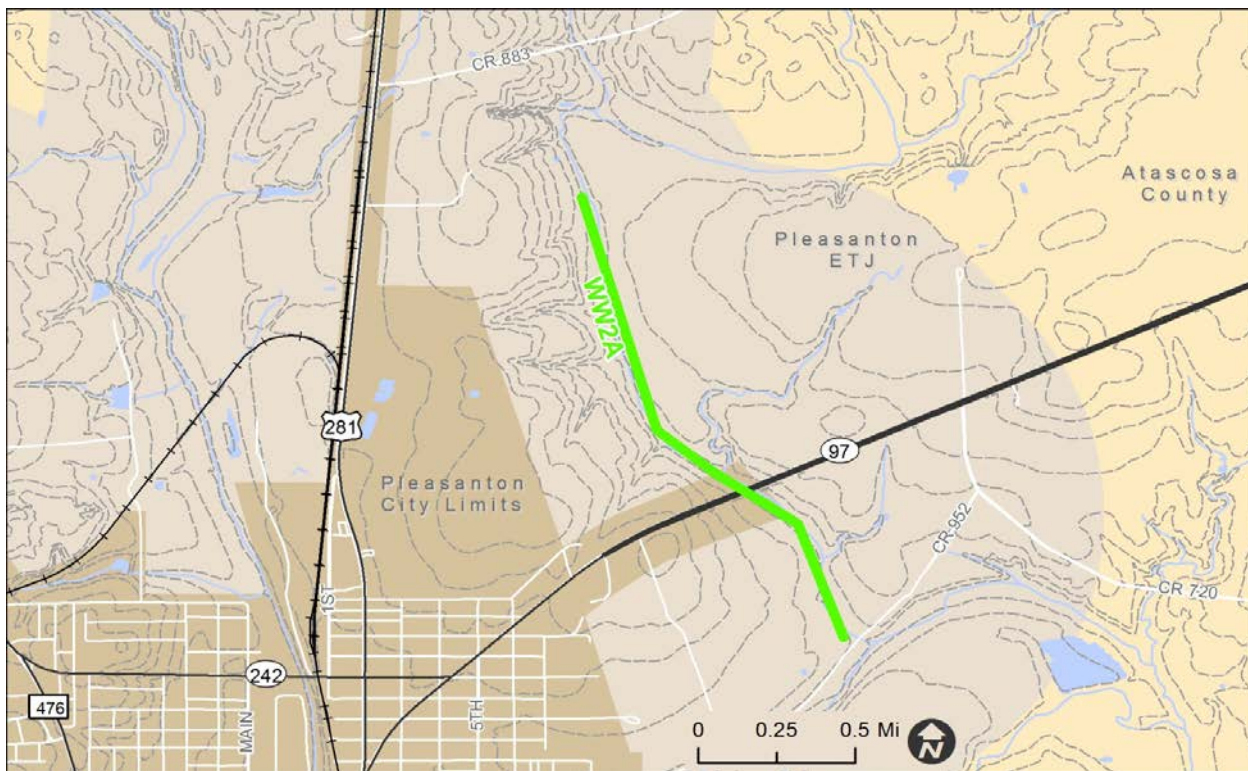 CR 883
Atascosa
County
Pleasanton
ETJ
WW2A
281
97
Pleasanton
City Limits
CR-952
CR 720
1ST
242
476
MAIN
5TH
0 0.25 0.5 Mi
N